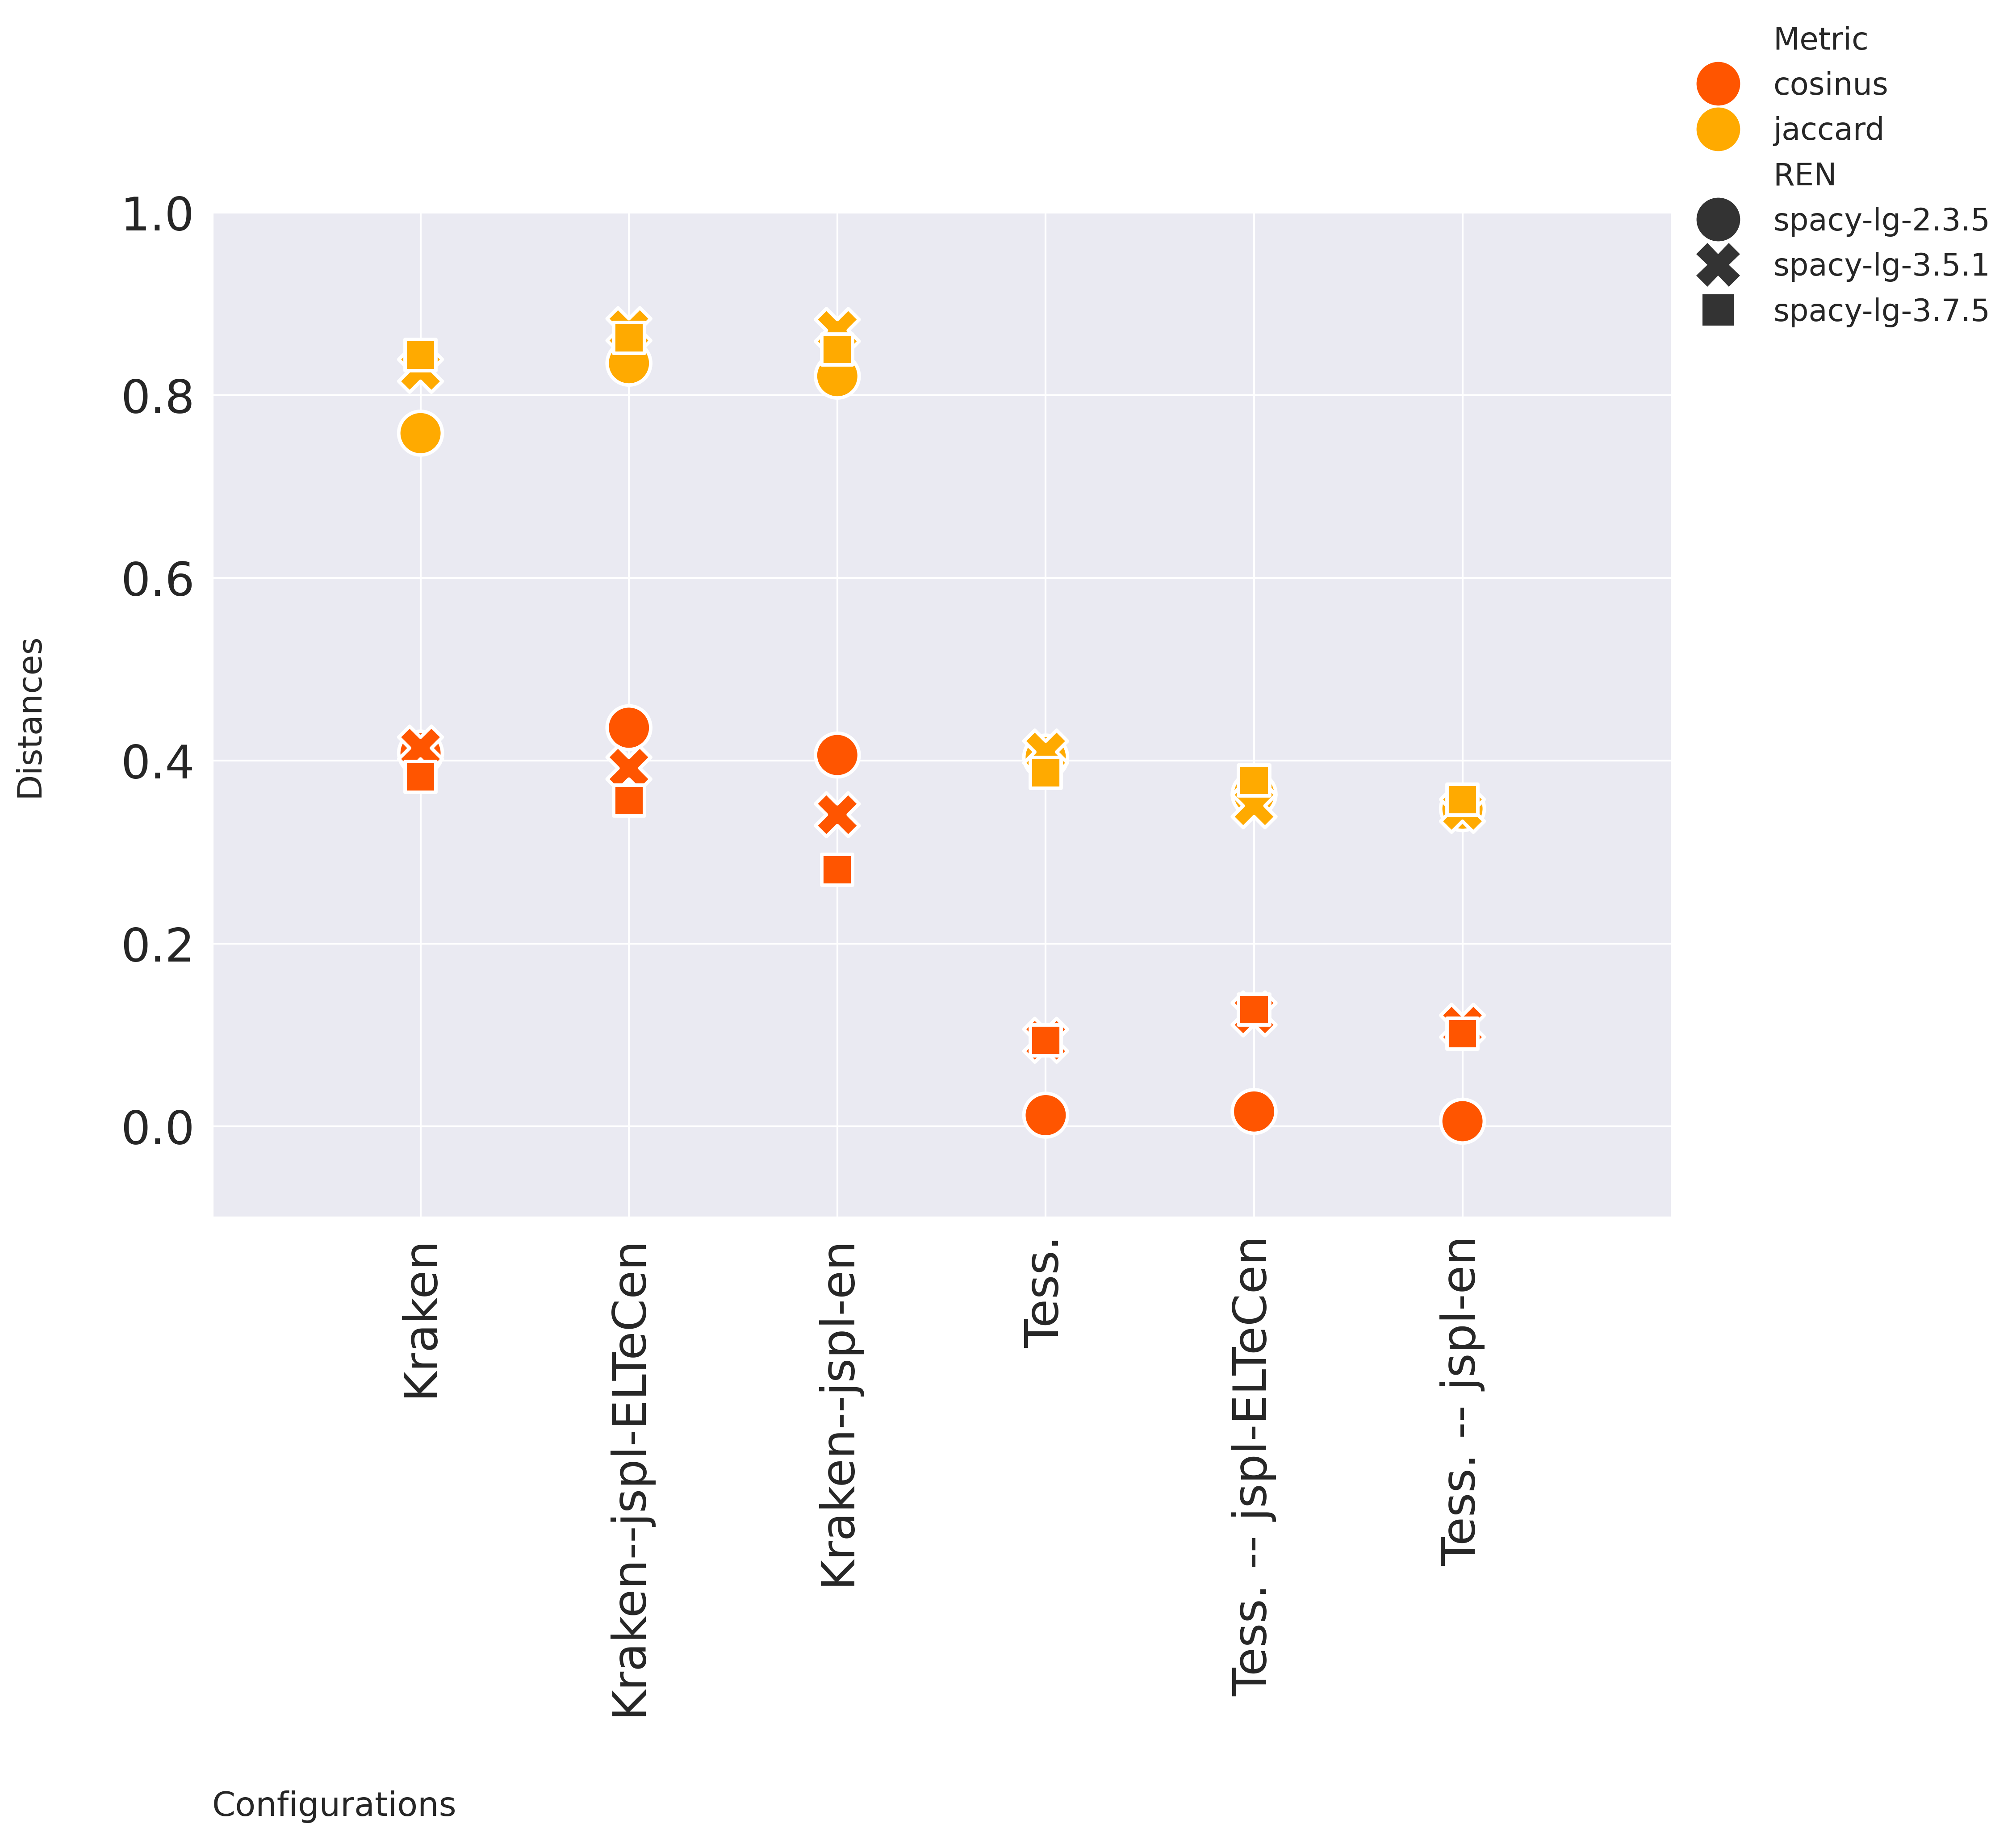 Metric
cosinus
jaccard
REN
spacy-lg-2.3.5
spacy-lg-3.5.1
spacy-lg-3.7.5
1.0
0.8
0.6
0.4
0.2
0.0
Distances
Kraken
Kraken--jspl-ELTeCen
Kraken--jspl-en
Tess.
Tess. -- jspl-ELTeCen
Tess. -- jspl-en
Configurations